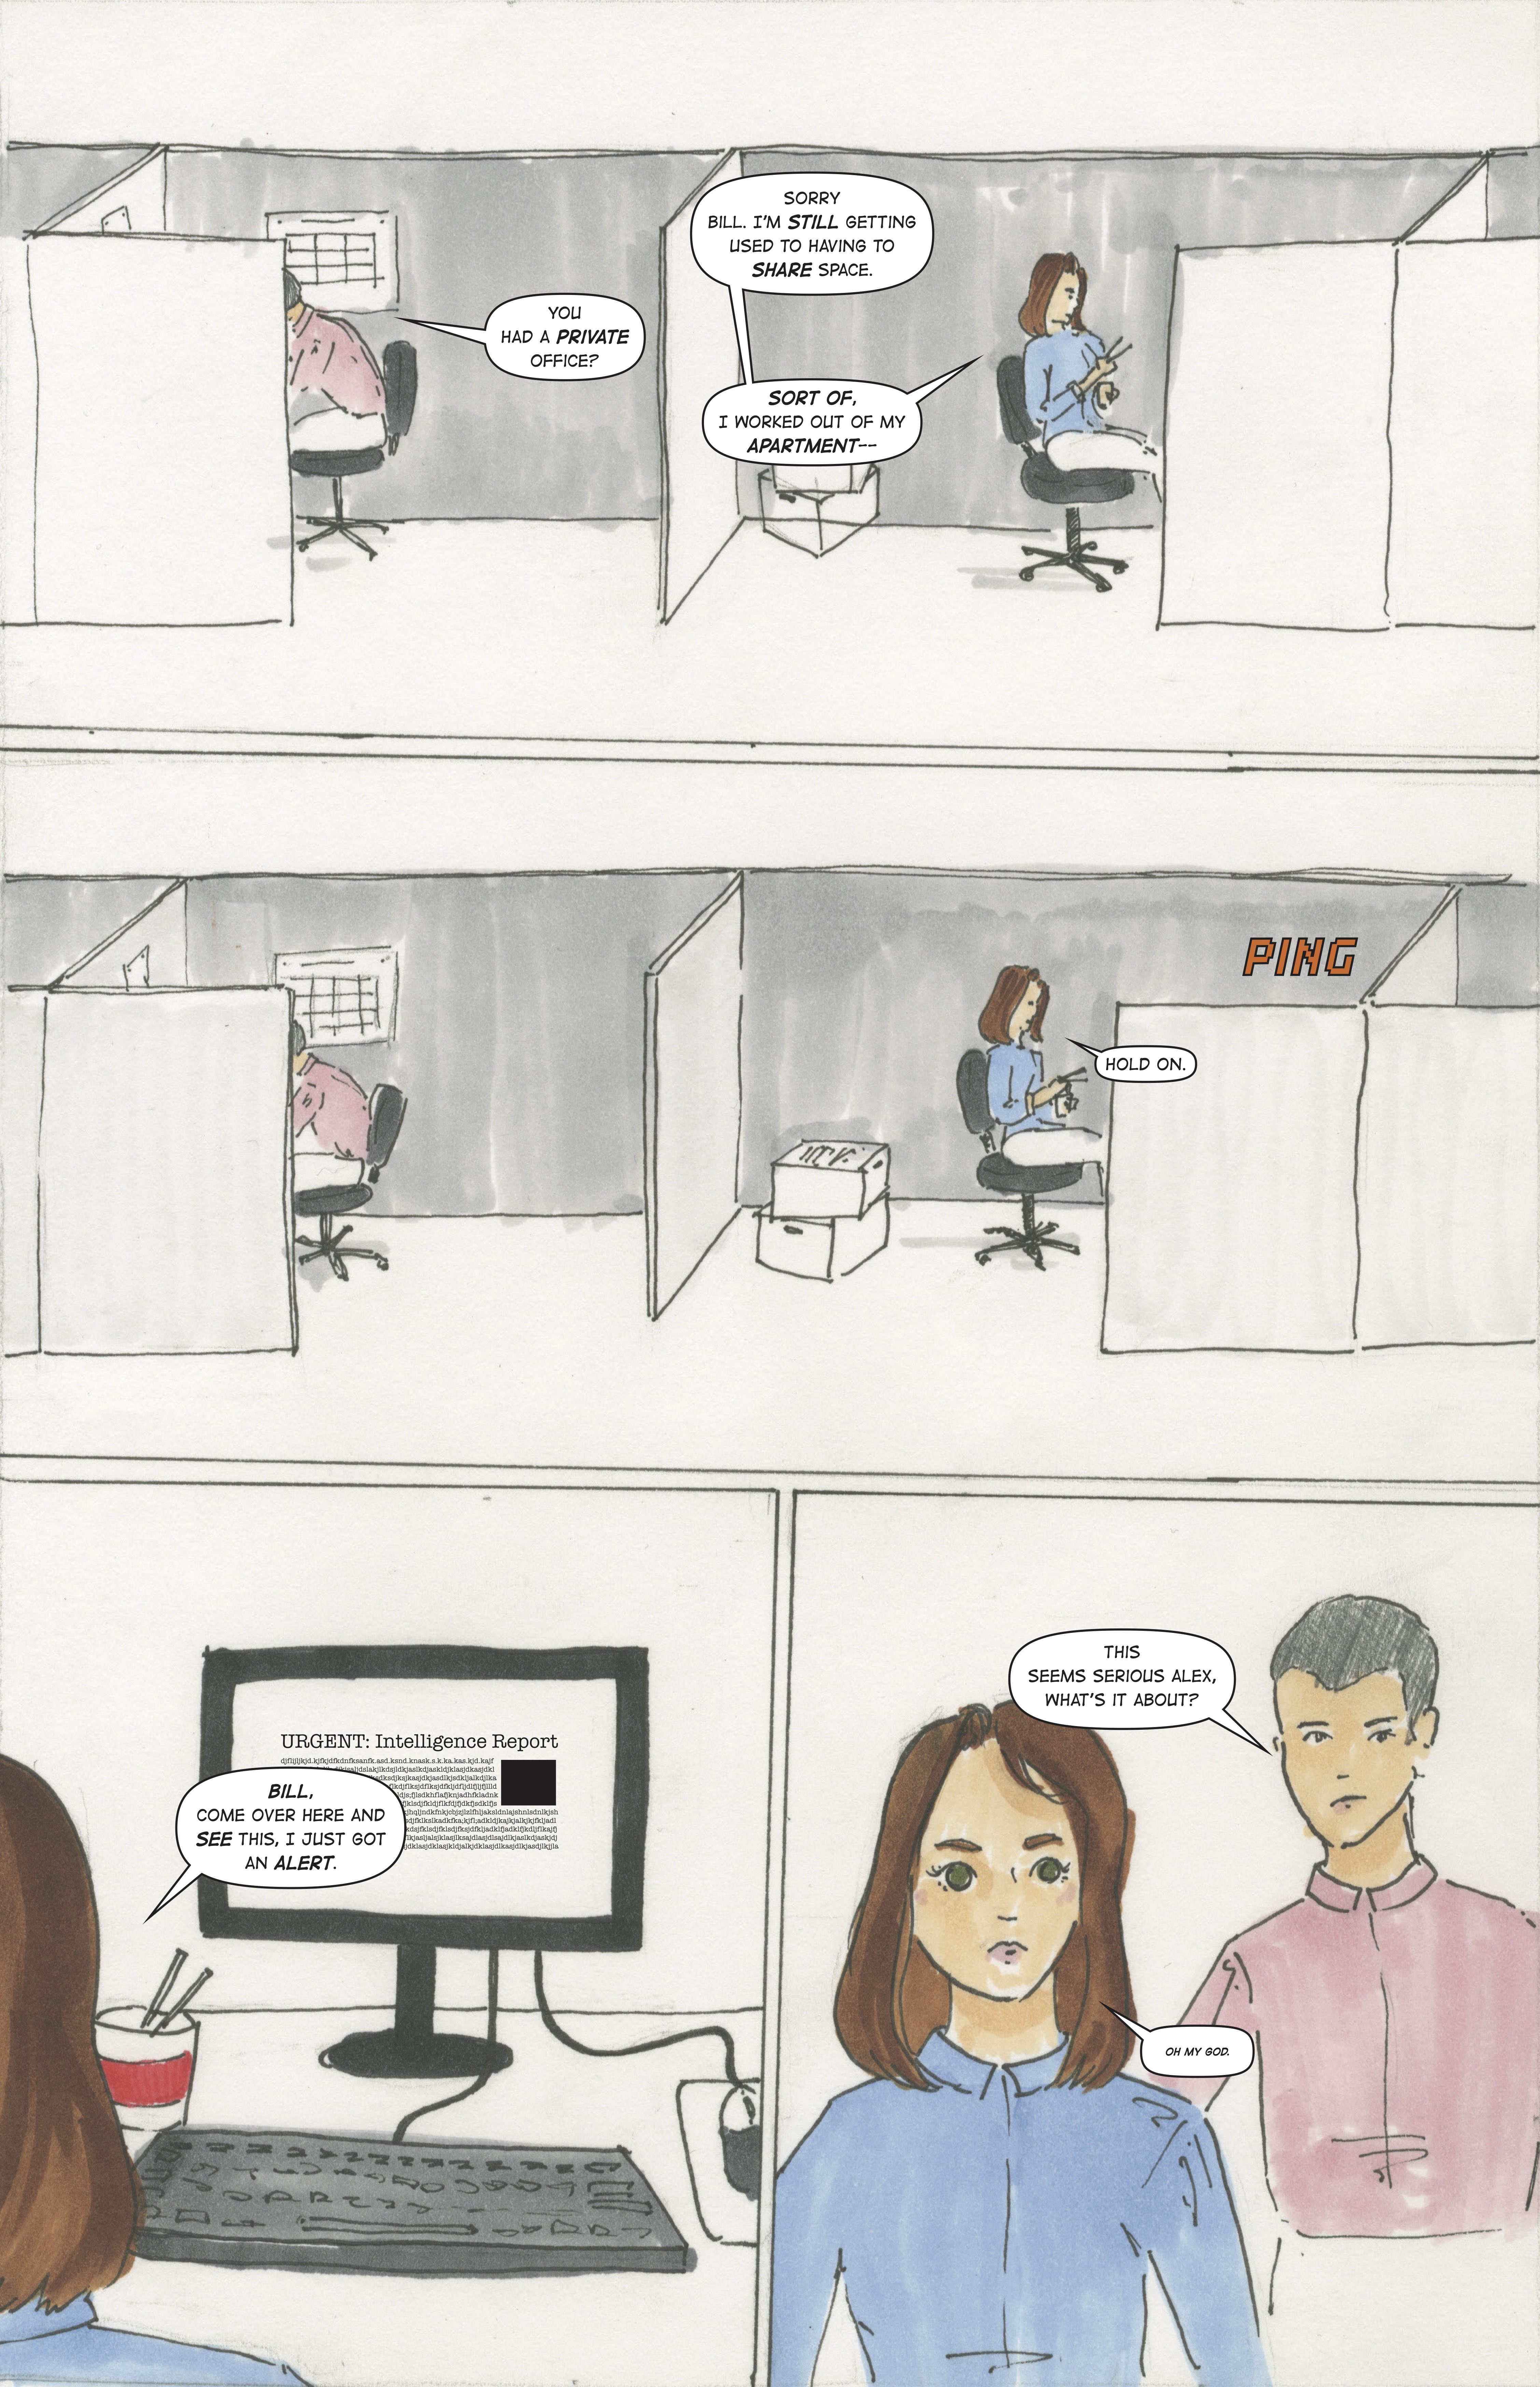 SORRY
BILL. I'M STILL GETTING
USED TO HAVING TO
SHARE SPACE.
YOU
HAD A PRIVATE
OFFICE?
SORT OF,
I WORKED OUT OF MY
APARTMENT--
PING
HOLD ON.
URGENT: Intelligence Report
BILL,
COME OVER HERE AND
SEE THIS, I JUST GOT
AN ALERT.
THIS
SEEMS SERIOUS ALEX,
WHAT'S IT ABOUT?
OH MY GOD.